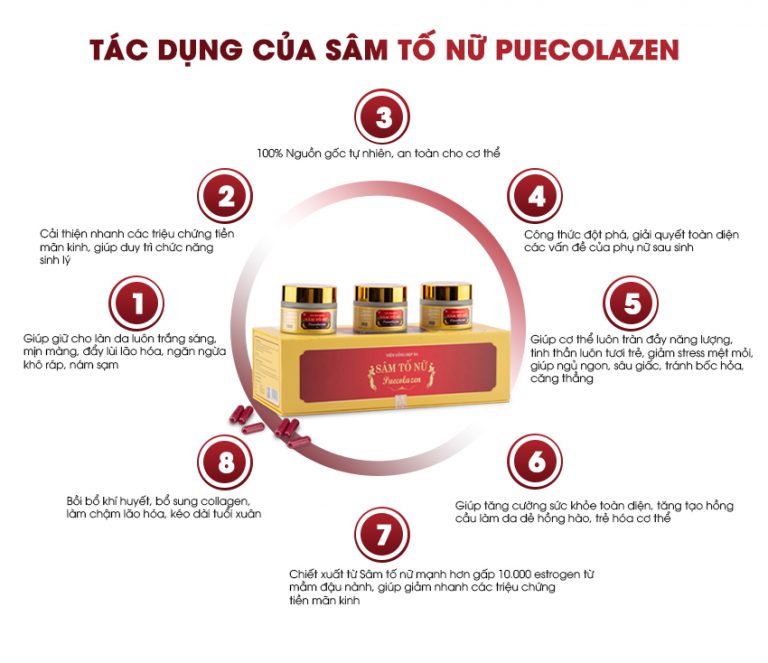 TÁC DỤNG CỦA SÂM TỐ NỮ PUECOLAZEN
3
100% Nguồn gốc tự nhiên, an toàn cho cơ thể
2
Cải thiện nhanh các triệu chứng tiền
mãn kinh, giúp duy trì chức năng
sinh lý
4
Công thức đột phá, giải quyết toàn diện
các vấn đề của phụ nữ sau sinh
1
Giúp giữ cho làn da luôn trắng sáng,
mịn màng, đẩy lùi lão hóa, ngăn ngừa
khô ráp, nám sạm
5
Giúp cơ thể luôn tràn đầy năng lượng,
tinh thần luôn tươi trẻ, giảm stress mệt mỏi,
giúp ngủ ngon, sâu giấc, tránh bốc hỏa,
căng thẳng
VIÊN UỐNG ĐẸP DA
SÂM TỐ NỮ
Puecolazen
8
Bồi bổ khí huyết, bổ sung collagen,
làm chậm lão hóa, kéo dài tuổi xuân
6
Giúp tăng cường sức khỏe toàn diện, tăng tạo hồng
cầu làm da dẻ hồng hào, trẻ hóa cơ thể
7
Chiết xuất từ Sâm tố nữ mạnh hơn gấp 10.000 estrogen từ
mầm đậu nành, giúp giảm nhanh các triệu chứng
tiền mãn kinh